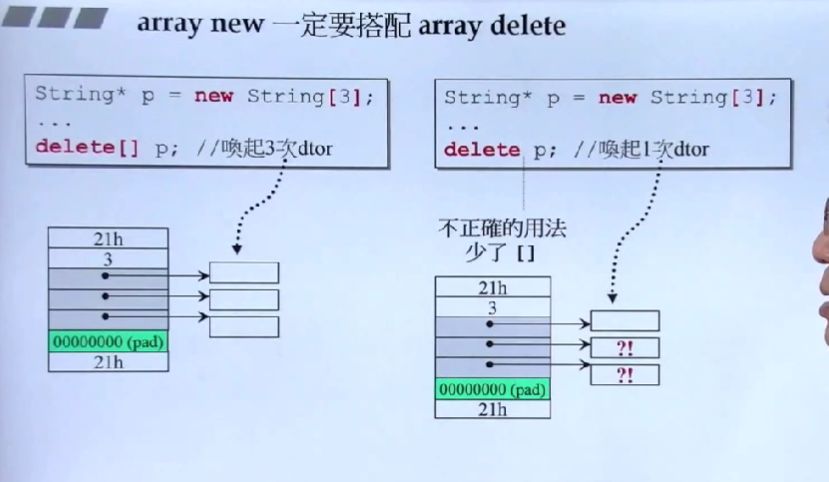 array new 一定要搭配 array delete
String* p = new String[3];
...
delete[] p; //喚起3次dtor
21h
3
00000000 (pad)
21h
String* p = new String[3];
...
delete p; //喚起1次dtor
不正確的用法
少了 []
21h
3
?!
?!
00000000 (pad)
21h